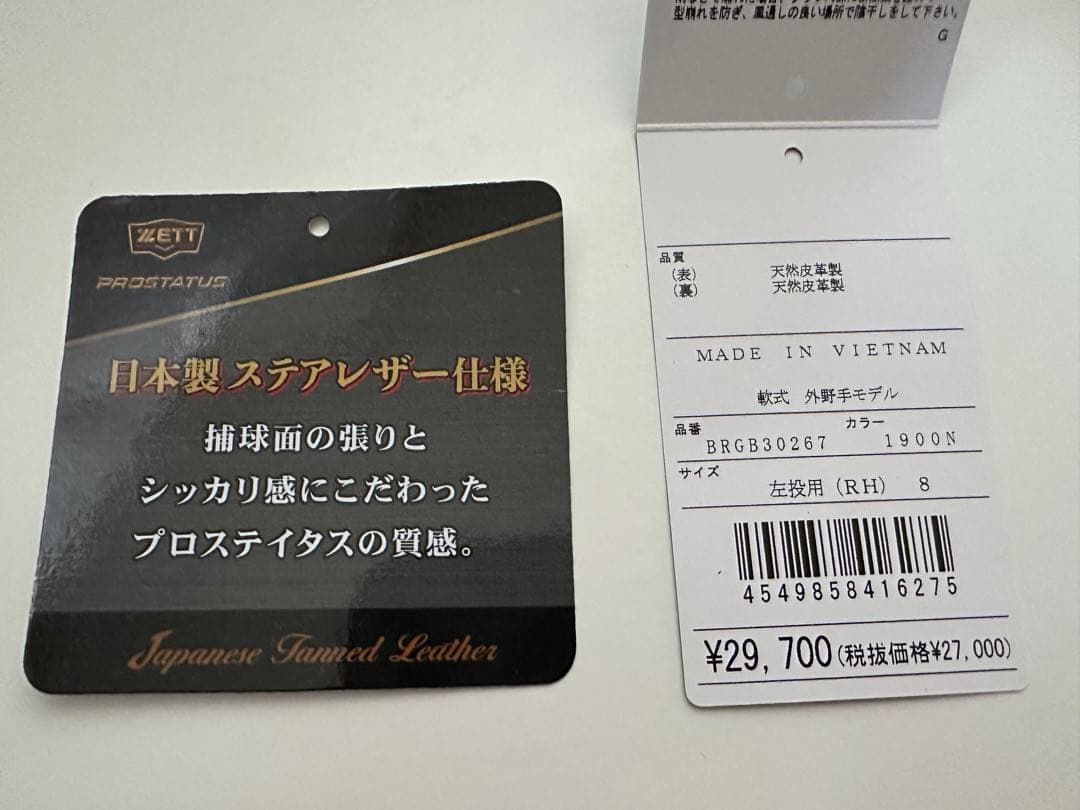 ZETT
PROSTATUS
日本製 ステアレザー仕様
捕球面の張りと
シッカリ感にこだわった
プロステイタスの質感。
Japanese Tanned Leather
型崩れを防ぎ、風通しの良い場所で陰干しをして下さい。
G
品質
(表) 天然皮革製
(裏) 天然皮革製
MADE IN VIETNAM
軟式 外野手モデル
品番 BRGB30267 カラー 1900N
サイズ
左投用 (RH) 8
4549858416275
¥29,700(税抜価格¥27,000)